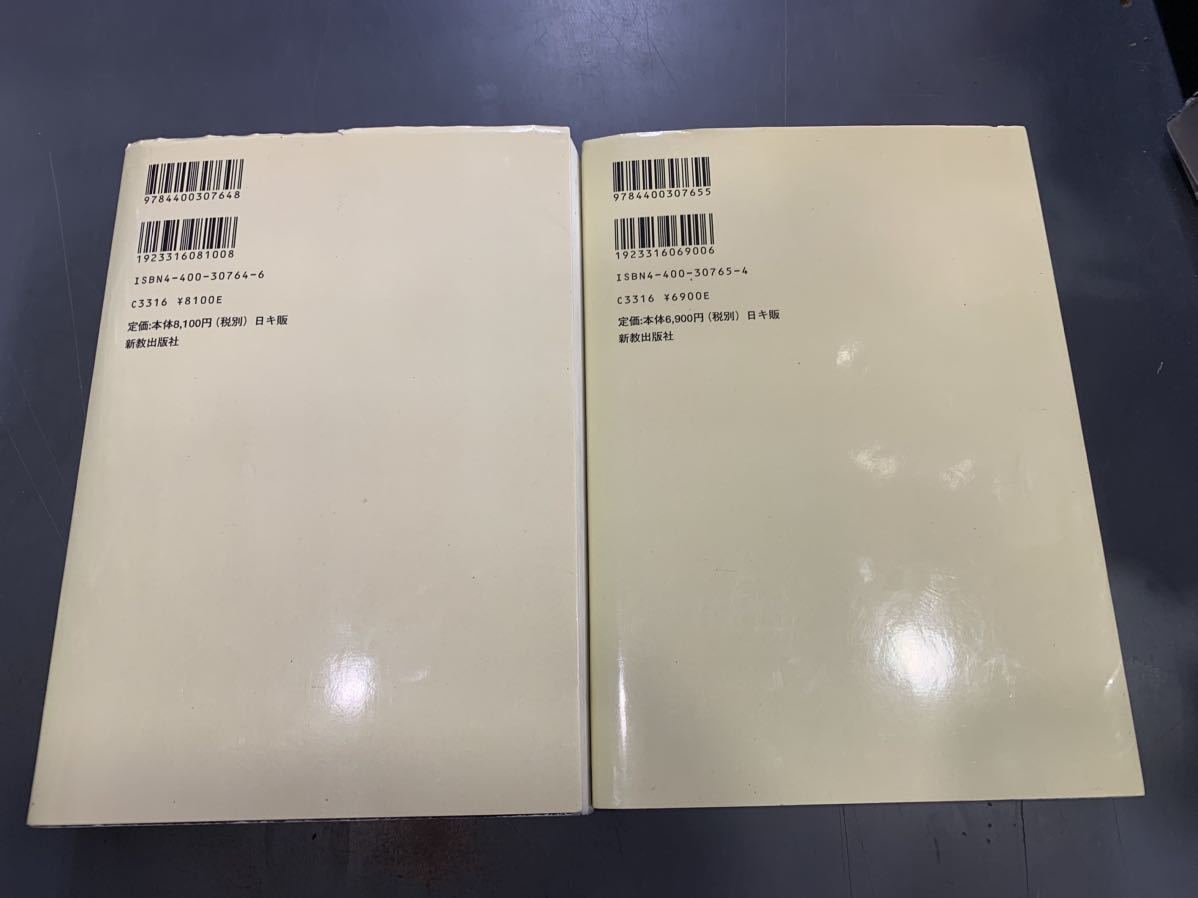 9784400307648
1923316081008
ISBN4-400-30764-6
C3316 ¥8100E
定価:本体8,100円(税別) 日キ販
新教出版社
9784400307655
1923316069006
ISBN4-400-30765-4
C3316 ¥6900E
定価:本体6,900円(税別) 日キ販
新教出版社